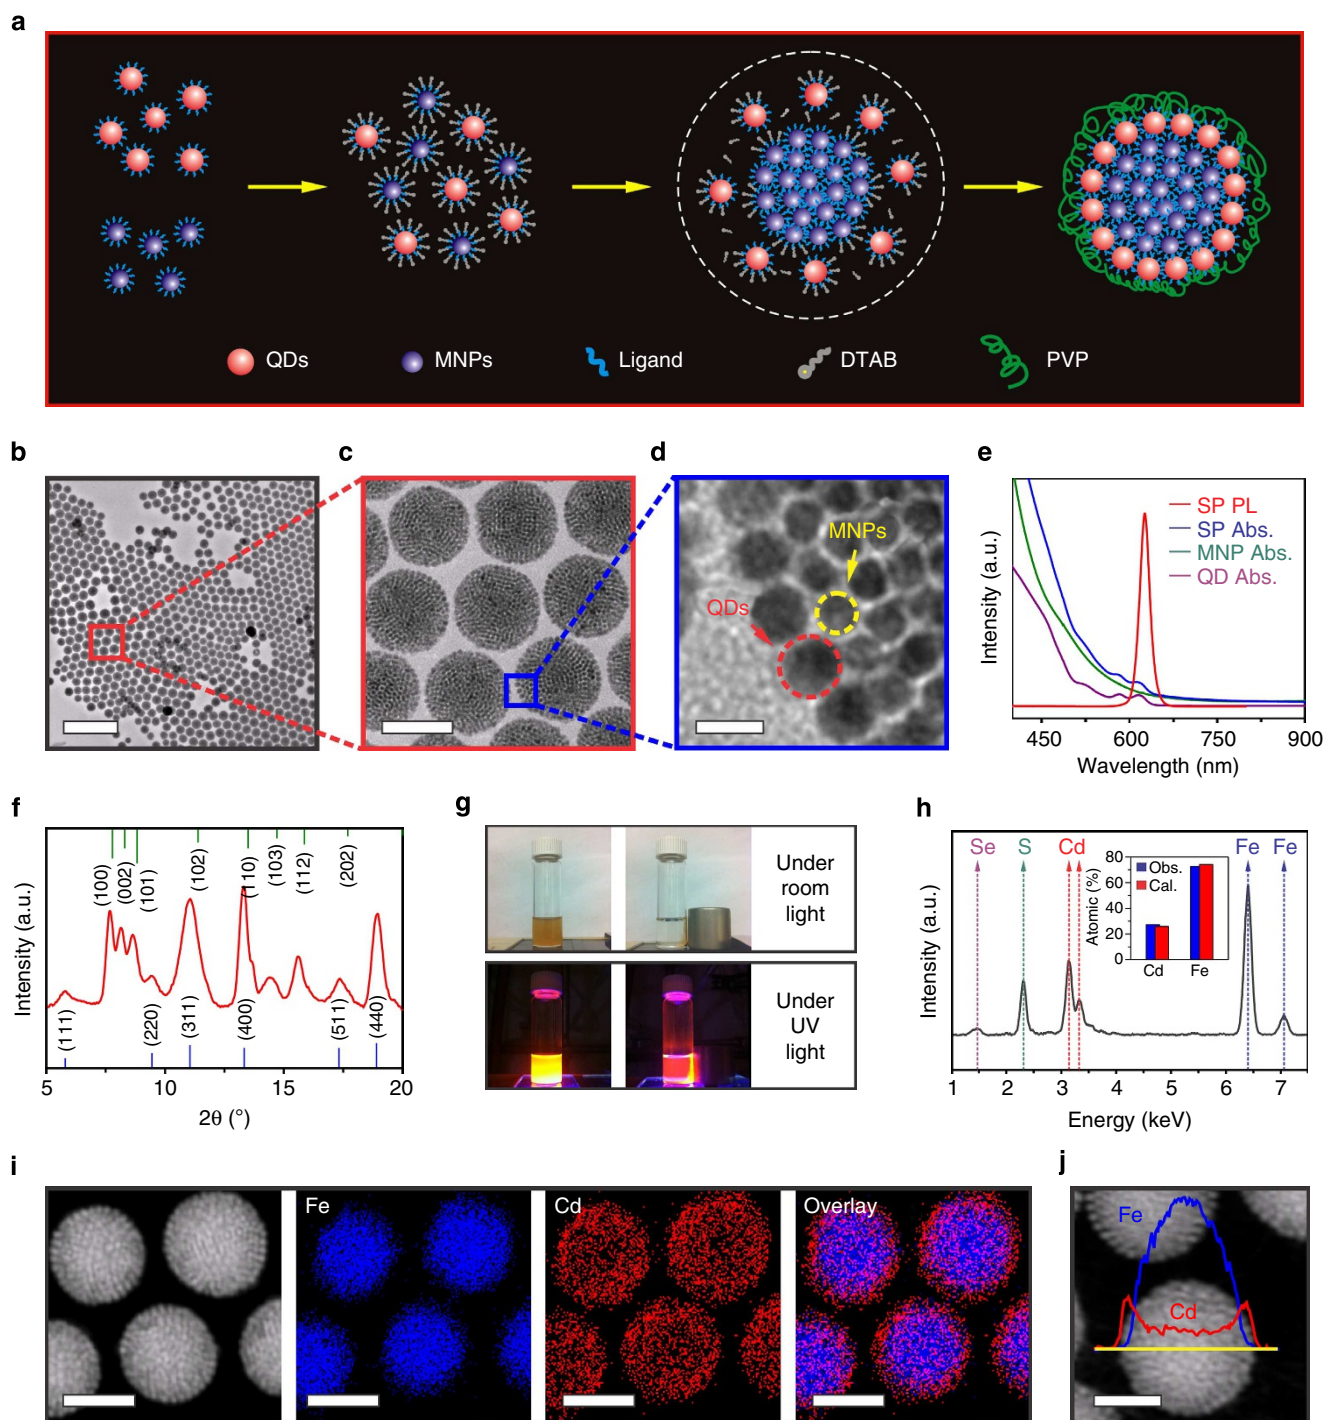 a
QDs
MNPs
Ligand
DTAB
PVP
b
c
d
MNPs
QDs
e
Intensity (a.u.)
SP PL
SP Abs.
MNP Abs.
QD Abs.
450
600
750
900
Wavelength (nm)
f
Intensity (a.u.)
(100)
(002)
(101)
(102)
(110)
(103)
(112)
(202)
(111)
(220)
(311)
(400)
(511)
(440)
5
10
15
20
2θ (°)
g
Under
room
light
Under
UV
light
h
Intensity (a.u.)
Se
S
Cd
Fe
Fe
Atomic (%)
80
60
40
20
0
Obs.
Cal.
Cd
Fe
1
2
3
4
5
6
7
Energy (keV)
i
Fe
Cd
Overlay
j
Fe
Cd